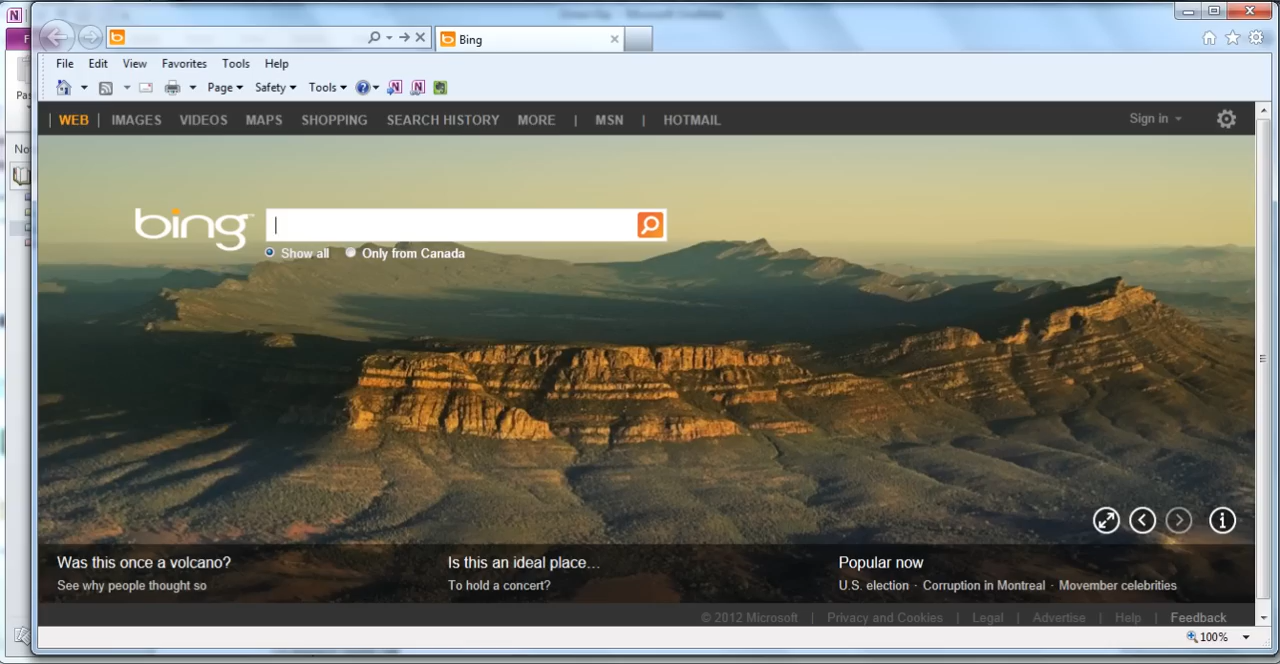 Bing
File Edit View Favorites Tools Help
Page Safety Tools
WEB | IMAGES VIDEOS MAPS SHOPPING SEARCH HISTORY MORE | MSN | HOTMAIL
Sign in
bing
Show all Only from Canada
Was this once a volcano?
See why people thought so
Is this an ideal place...
To hold a concert?
Popular now
U.S. election · Corruption in Montreal · Movember celebrities
© 2012 Microsoft | Privacy and Cookies | Legal | Advertise | Help | Feedback
100%